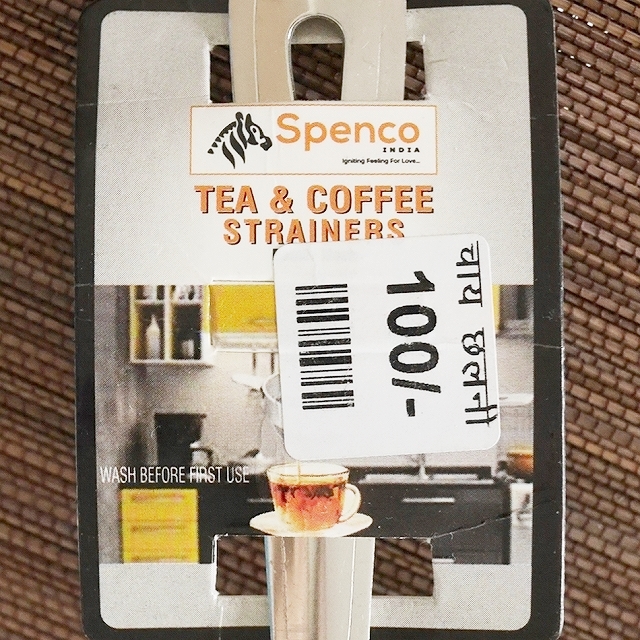 Spenco
INDIA
Igniting Feeling For Love...
TEA & COFFEE
STRAINERS
चाय छलनी
100/-
WASH BEFORE FIRST USE